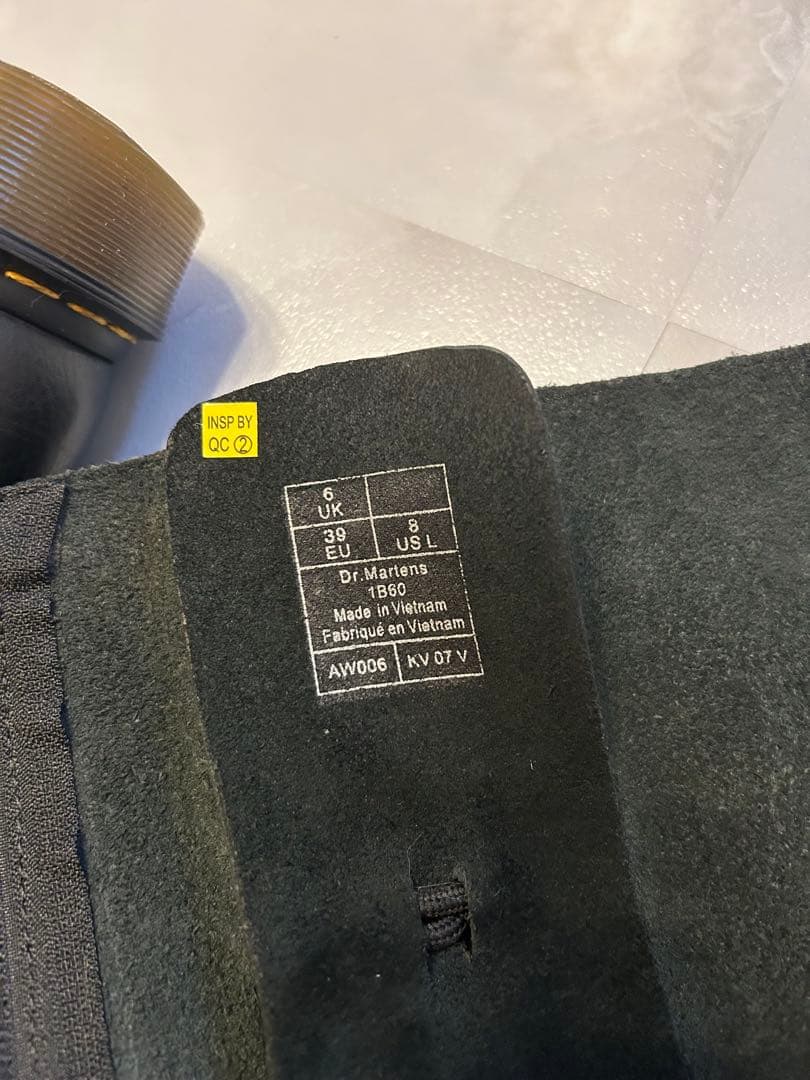 INSP BY
QC ②
6
UK
39
EU
8
US L
Dr.Martens
1B60
Made in Vietnam
Fabriqué en Vietnam
AW006
KV 07 V